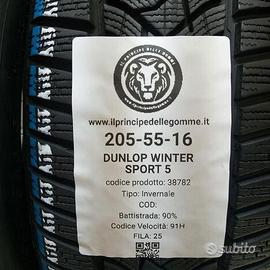 IL PRINCIPE DELLE GOMME
www.ilprincipedellegomme.it
205-55-16
DUNLOP WINTER
SPORT 5
codice prodotto: 38782
Tipo: Invernale
COD:
Battistrada: 90%
Codice Velocità: 91H
FILA: 25
subito